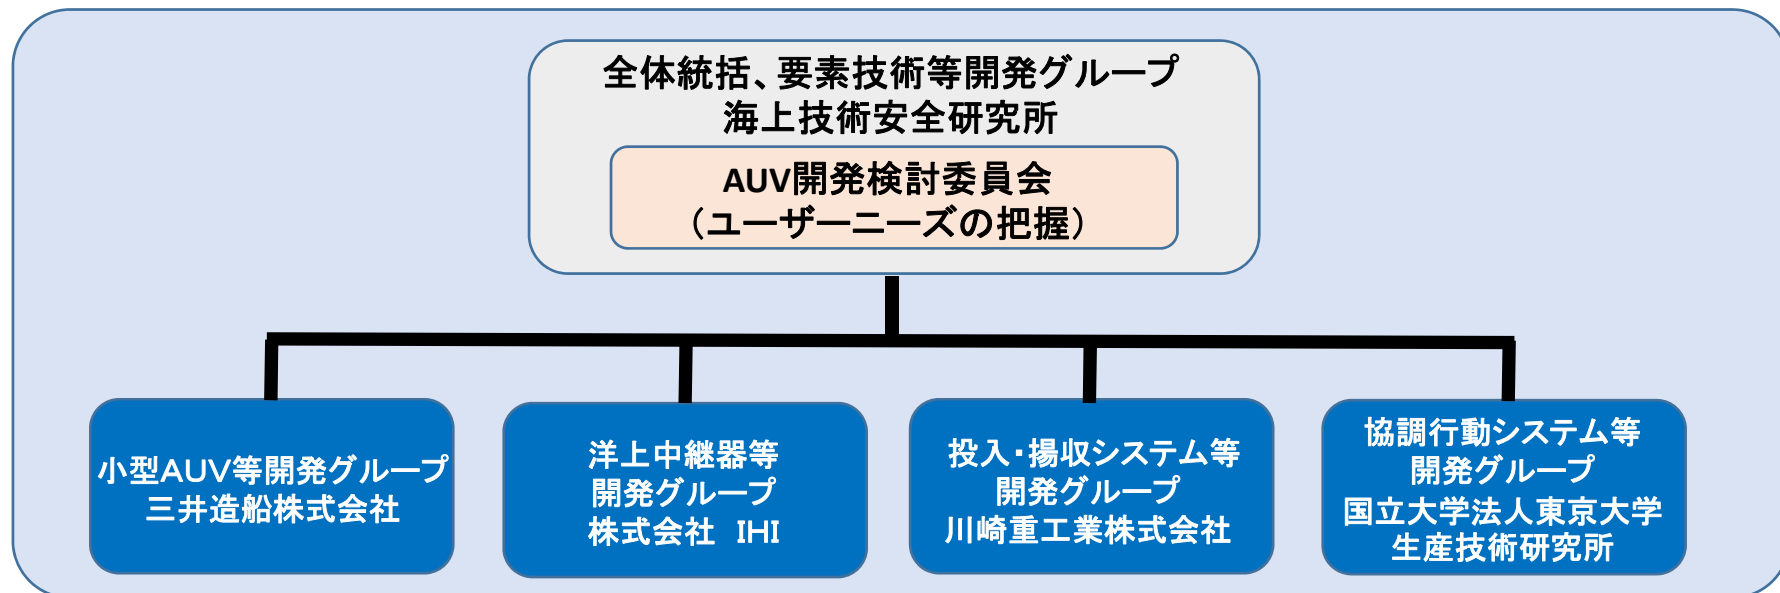 全体統括、要素技術等開発グループ
海上技術安全研究所
AUV開発検討委員会
（ユーザーニーズの把握）
小型AUV等開発グループ
三井造船株式会社
洋上中継器等
開発グループ
株式会社　IHI
投入・揚収システム等
開発グループ
川崎重工業株式会社
協調行動システム等
開発グループ
国立大学法人東京大学
生産技術研究所